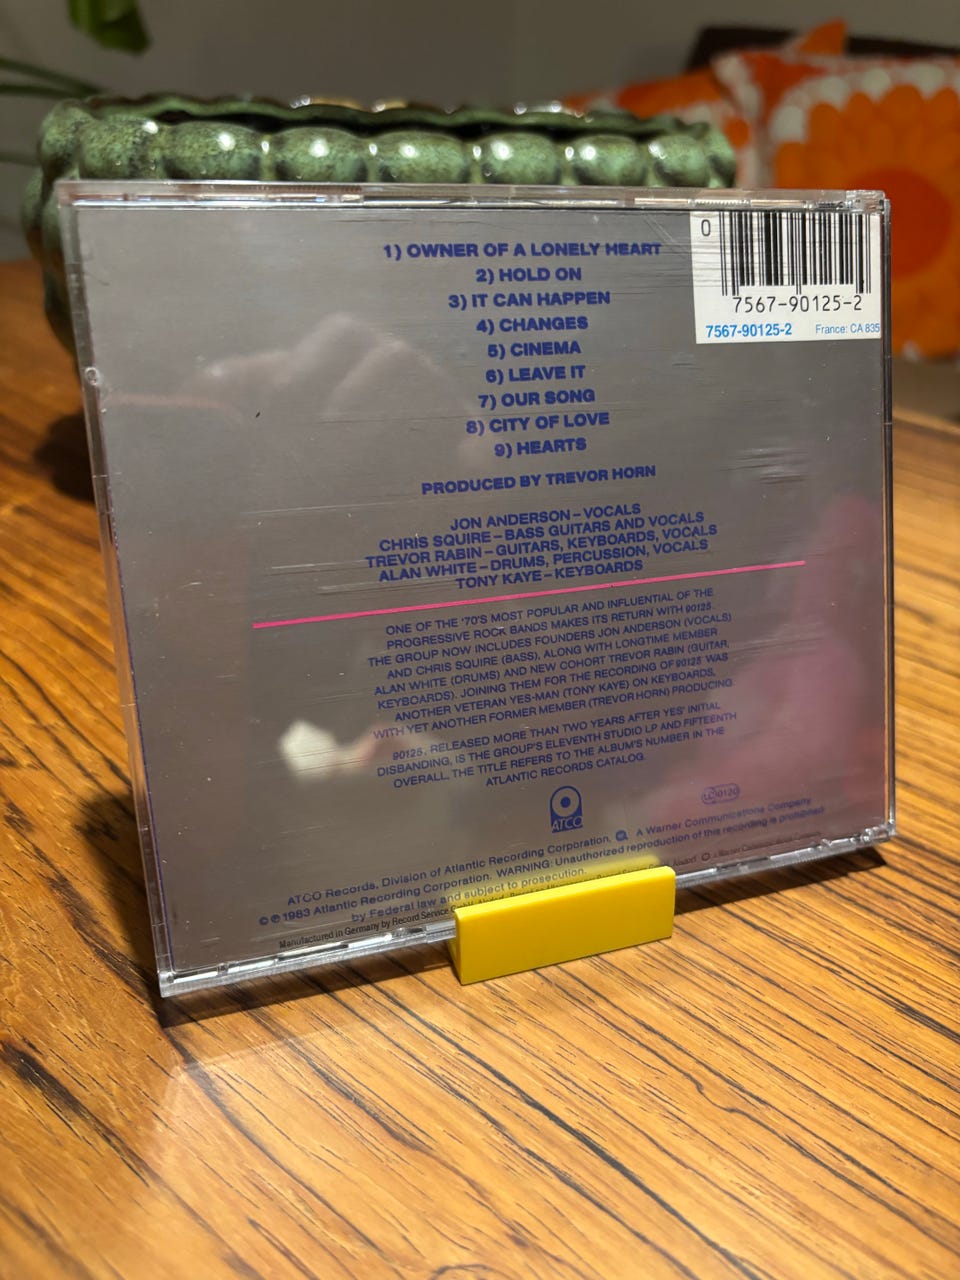 1) OWNER OF A LONELY HEART
2) HOLD ON
3) IT CAN HAPPEN
4) CHANGES
5) CINEMA
6) LEAVE IT
7) OUR SONG
8) CITY OF LOVE
9) HEARTS
0
7567-90125-2
7567-90125-2 France: CA 835
PRODUCED BY TREVOR HORN
JON ANDERSON – VOCALS
CHRIS SQUIRE – BASS GUITARS AND VOCALS
TREVOR RABIN – GUITARS, KEYBOARDS, VOCALS
ALAN WHITE – DRUMS, PERCUSSION, VOCALS
TONY KAYE – KEYBOARDS
ONE OF THE '70'S MOST POPULAR AND INFLUENTIAL OF THE
PROGRESSIVE ROCK BANDS MAKES ITS RETURN WITH 90125.
THE GROUP NOW INCLUDES FOUNDERS JON ANDERSON (VOCALS)
AND CHRIS SQUIRE (BASS), ALONG WITH LONGTIME MEMBER
ALAN WHITE (DRUMS) AND NEW COHORT TREVOR RABIN (GUITAR,
KEYBOARDS). JOINING THEM FOR THE RECORDING OF 90125 WAS
ANOTHER VETERAN YES-MAN (TONY KAYE) ON KEYBOARDS,
WITH YET ANOTHER FORMER MEMBER (TREVOR HORN) PRODUCING.
90125, RELEASED MORE THAN TWO YEARS AFTER YES' INITIAL
DISBANDING, IS THE GROUP'S ELEVENTH STUDIO LP AND FIFTEENTH
OVERALL. THE TITLE REFERS TO THE ALBUM'S NUMBER IN THE
ATLANTIC RECORDS CATALOG.
ATCO
LC 0120
ATCO Records, Division of Atlantic Recording Corporation, A Warner Communications Company
© ℗ 1983 Atlantic Recording Corporation. WARNING: Unauthorized reproduction of this recording is prohibited
by Federal law and subject to prosecution.
Manufactured in Germany by Record Service GmbH, Alsdorf.